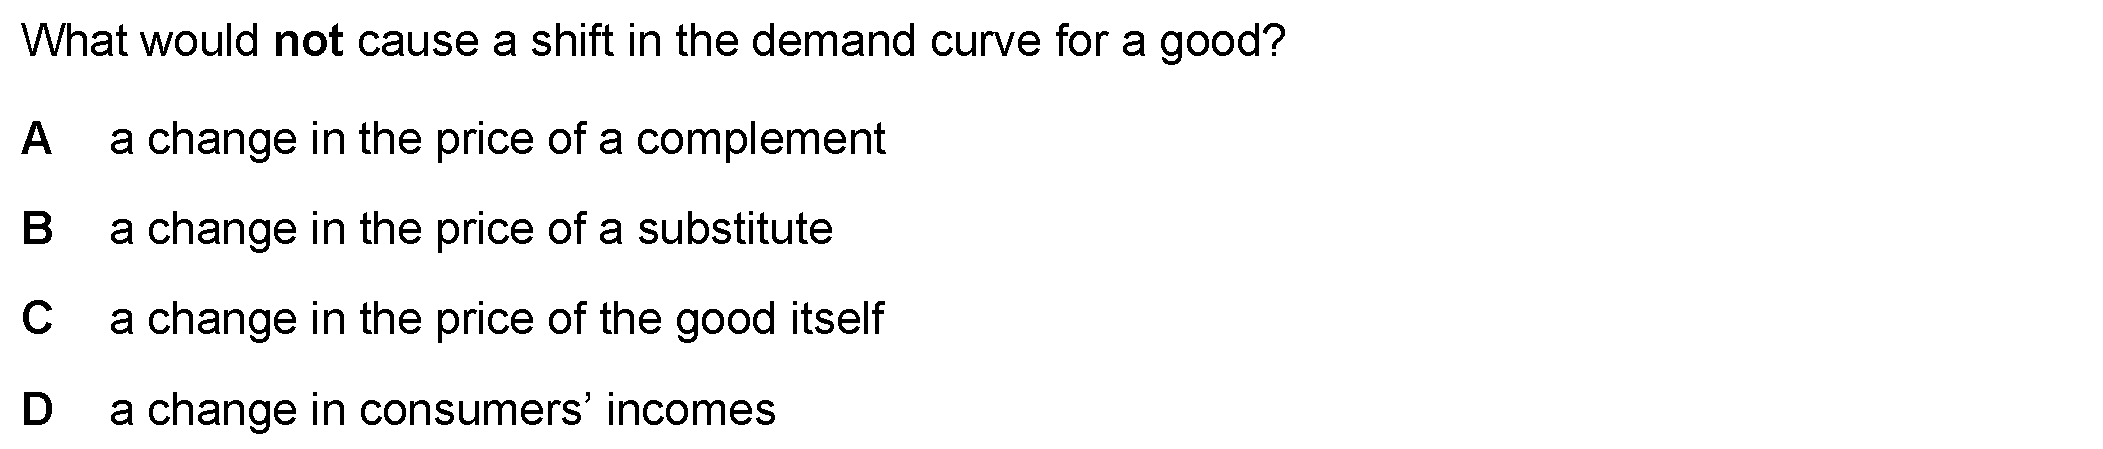 What would not cause a shift in the demand curve for a good?
A a change in the price of a complement
B a change in the price of a substitute
C a change in the price of the good itself
D a change in consumers’ incomes